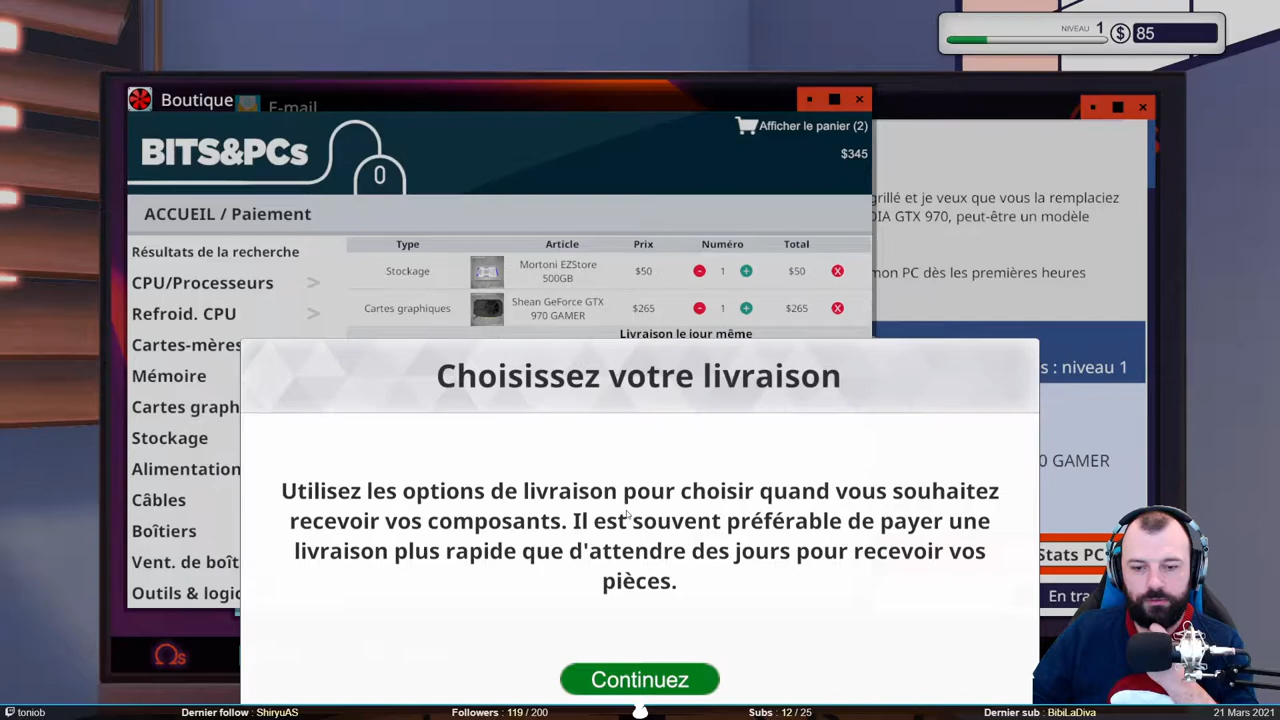 NIVEAU 1
$ 85
Boutique
E-mail
BITS&PCs
Afficher le panier (2)
$345
ACCUEIL / Paiement
grillé et je veux que vous la remplaciez
DIA GTX 970, peut-être un modèle
mon PC dès les premières heures
Résultats de la recherche
CPU/Processeurs >
Refroid. CPU >
Cartes-mères
Mémoire
Cartes graph
Stockage
Alimentation
Câbles
Boîtiers
Vent. de boît
Outils & logic
Type Article Prix Numéro Total
Stockage Mortoni EZStore 500GB $50 - 1 + $50 X
Cartes graphiques Shean GeForce GTX 970 GAMER $265 - 1 + $265 X
Livraison le jour même
s : niveau 1
0 GAMER
Stats PC
En tra
Choisissez votre livraison
Utilisez les options de livraison pour choisir quand vous souhaitez
recevoir vos composants. Il est souvent préférable de payer une
livraison plus rapide que d'attendre des jours pour recevoir vos
pièces.
Continuez
Ωs
toniob
Dernier follow : ShiryuAS
Followers : 119 / 200
Subs : 12 / 25
Dernier sub : BibiLaDiva
21 Mars 2021